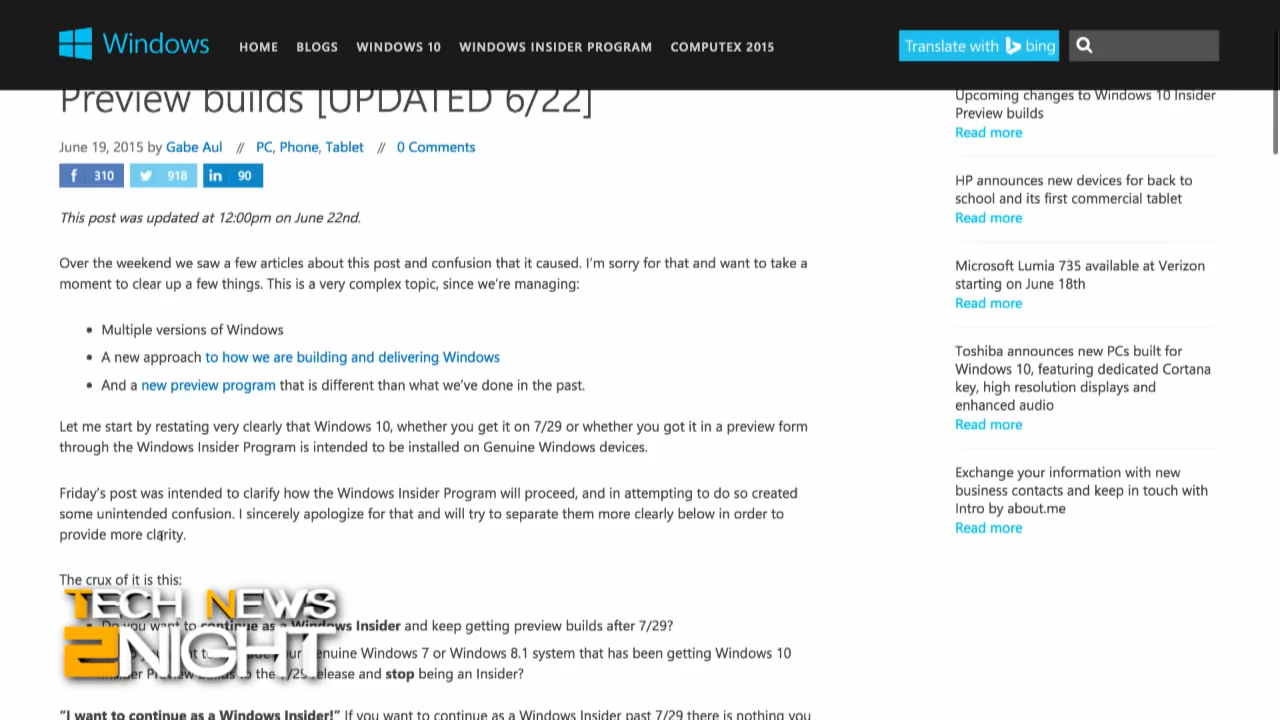 Windows HOME BLOGS WINDOWS 10 WINDOWS INSIDER PROGRAM COMPUTEX 2015 Translate with bing
Preview builds [UPDATED 6/22]
June 19, 2015 by Gabe Aul // PC, Phone, Tablet // 0 Comments
f 310 918 in 90
This post was updated at 12:00pm on June 22nd.
Over the weekend we saw a few articles about this post and confusion that it caused. I'm sorry for that and want to take a
moment to clear up a few things. This is a very complex topic, since we're managing:
• Multiple versions of Windows
• A new approach to how we are building and delivering Windows
• And a new preview program that is different than what we've done in the past.
Let me start by restating very clearly that Windows 10, whether you get it on 7/29 or whether you got it in a preview form
through the Windows Insider Program is intended to be installed on Genuine Windows devices.
Friday's post was intended to clarify how the Windows Insider Program will proceed, and in attempting to do so created
some unintended confusion. I sincerely apologize for that and will try to separate them more clearly below in order to
provide more clarity.
The crux of it is this:
• Do you want to continue as a Windows Insider and keep getting preview builds after 7/29?
Windows 7 or Windows 8.1 system that has been getting Windows 10
the 7/29 release and stop being an Insider?
"I want to continue as a Windows Insider!" If you want to continue as a Windows Insider past 7/29 there is nothing you
TECH NEWS
2NIGHT
Upcoming changes to Windows 10 Insider
Preview builds
Read more
HP announces new devices for back to
school and its first commercial tablet
Read more
Microsoft Lumia 735 available at Verizon
starting on June 18th
Read more
Toshiba announces new PCs built for
Windows 10, featuring dedicated Cortana
key, high resolution displays and
enhanced audio
Read more
Exchange your information with new
business contacts and keep in touch with
Intro by about.me
Read more